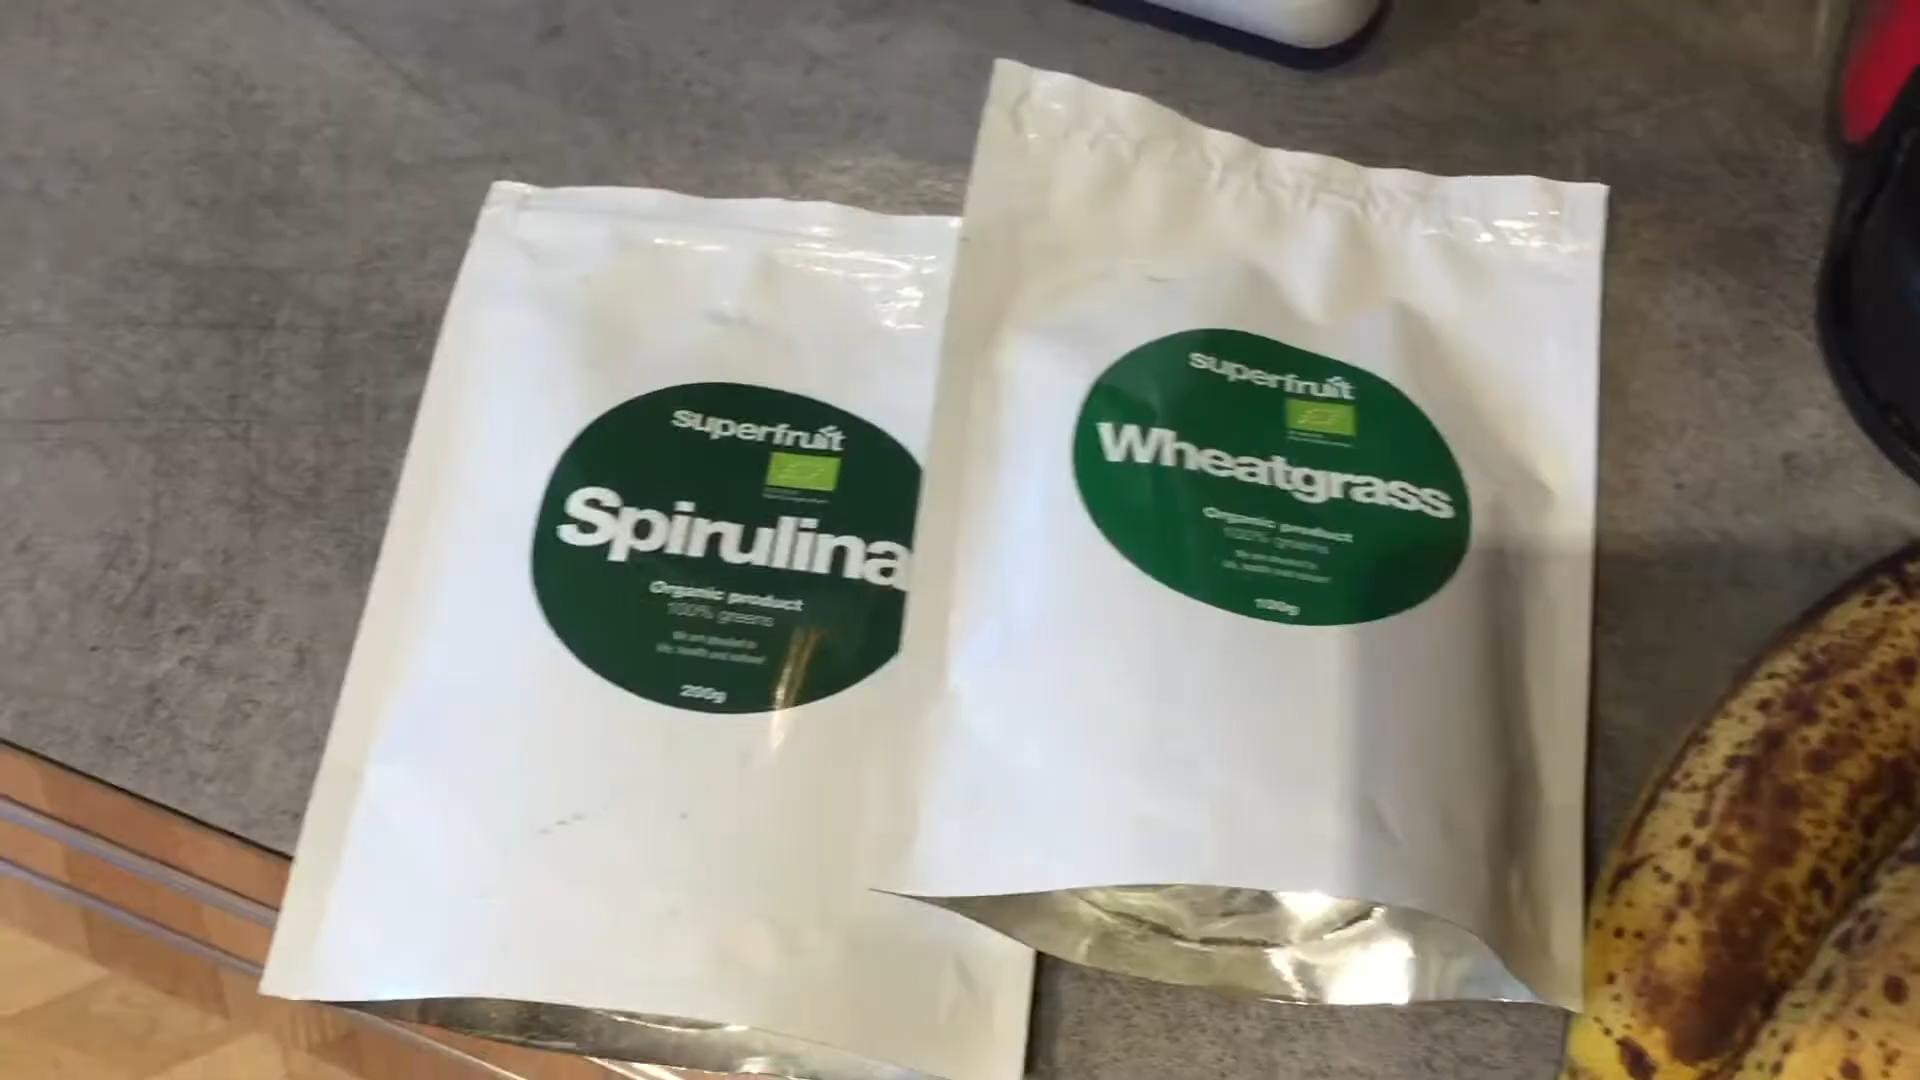 superfruit
Spirulina
Organic product
100% greens
200g
superfruit
Wheatgrass
Organic product
100% greens
100g